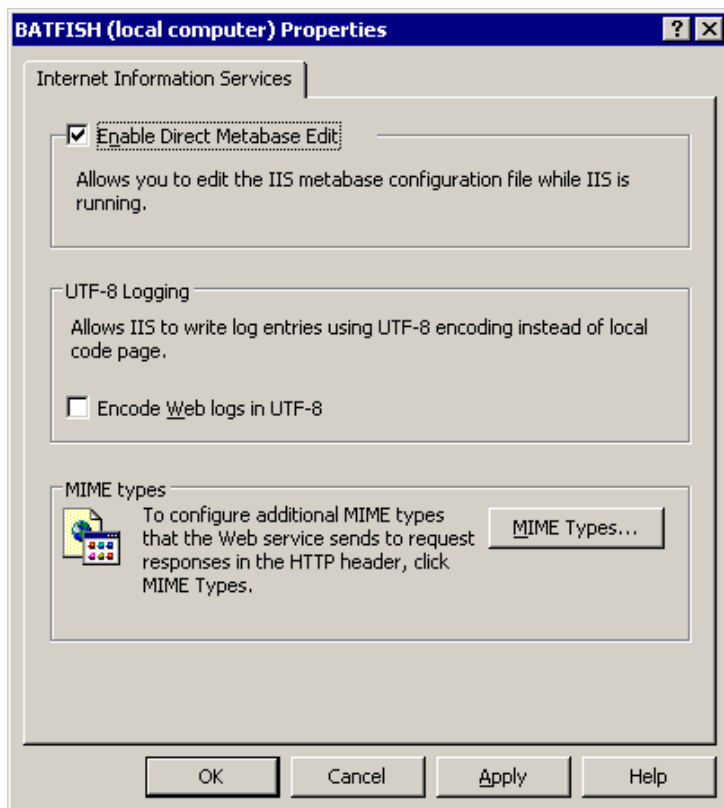 BATFISH (local computer) Properties
Internet Information Services
Enable Direct Metabase Edit
Allows you to edit the IIS metabase configuration file while IIS is
running.
UTF-8 Logging
Allows IIS to write log entries using UTF-8 encoding instead of local
code page.
Encode Web logs in UTF-8
MIME types
To configure additional MIME types
that the Web service sends to request
responses in the HTTP header, click
MIME Types.
MIME Types...
OK Cancel Apply Help